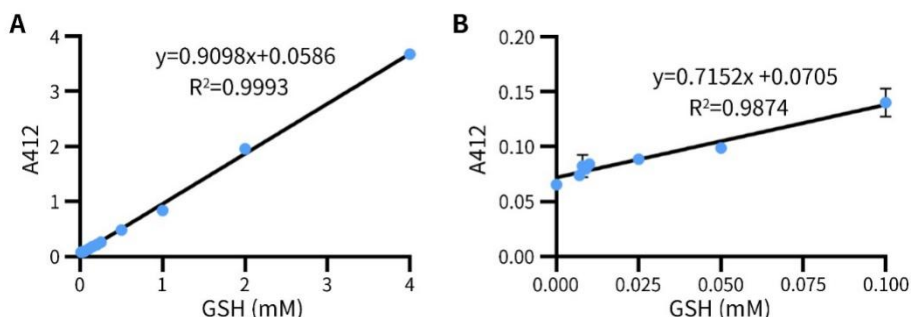 A
y=0.9098x+0.0586
R²=0.9993
4
3
2
1
0
A412
0 1 2 3 4
GSH (mM)
B
y=0.7152x +0.0705
R²=0.9874
0.20
0.15
0.10
0.05
0.00
A412
0.000 0.025 0.050 0.075 0.100
GSH (mM)